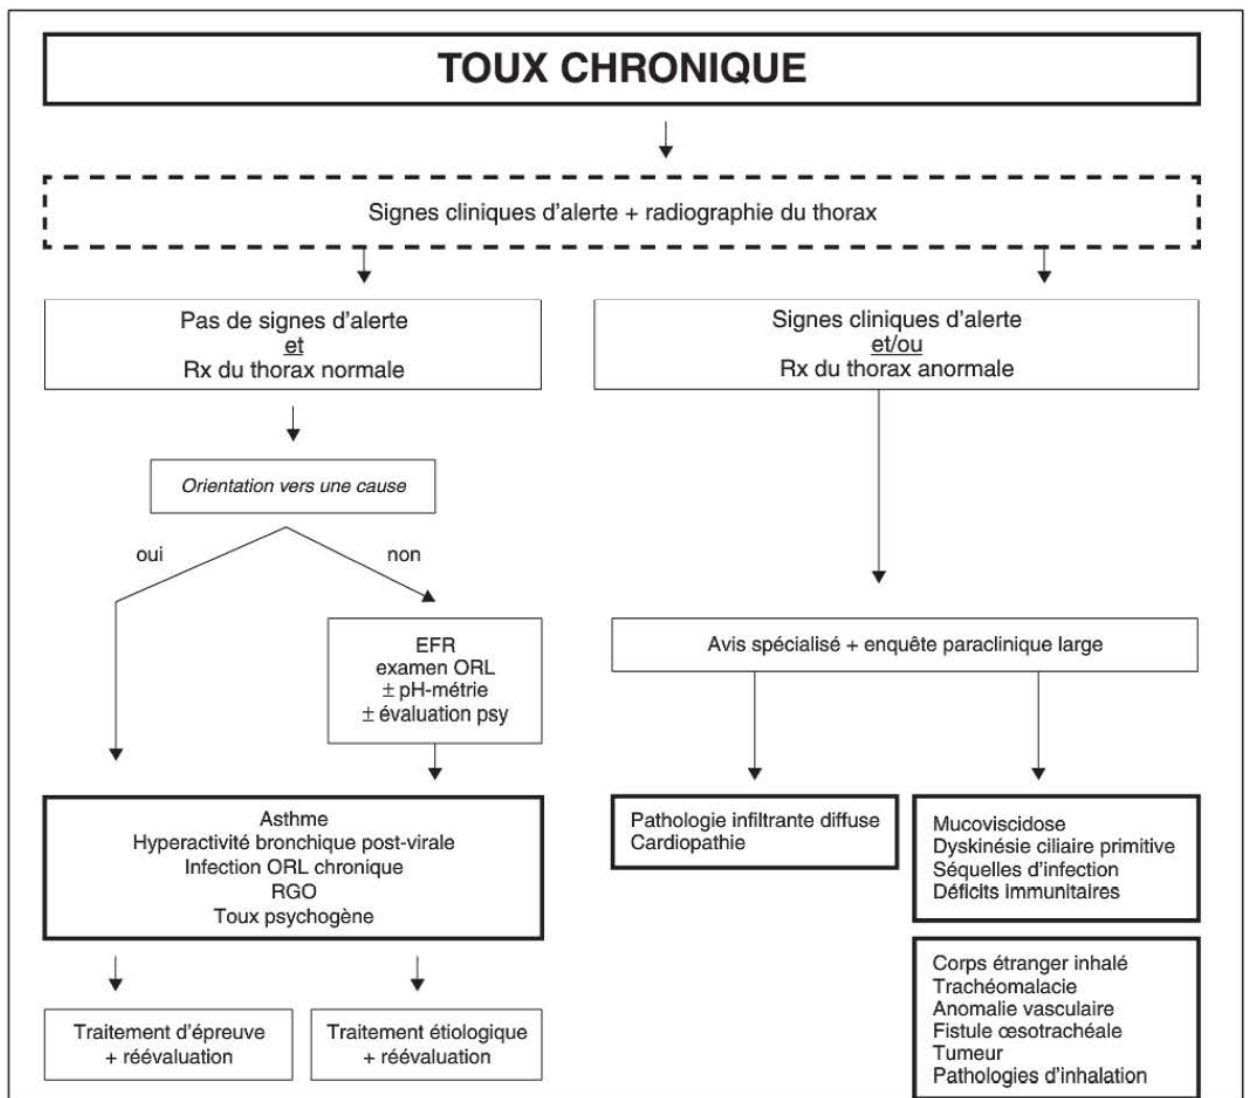 TOUX CHRONIQUE
Signes cliniques d'alerte + radiographie du thorax
Pas de signes d'alerte
et
Rx du thorax normale
Signes cliniques d'alerte
et/ou
Rx du thorax anormale
Orientation vers une cause
oui
non
EFR
examen ORL
± pH-métrie
± évaluation psy
Avis spécialisé + enquête paraclinique large
Asthme
Hyperactivité bronchique post-virale
Infection ORL chronique
RGO
Toux psychogène
Pathologie infiltrante diffuse
Cardiopathie
Mucoviscidose
Dyskinésie ciliaire primitive
Séquelles d'infection
Déficits immunitaires
Corps étranger inhalé
Trachéomalacie
Anomalie vasculaire
Fistule œsotrachéale
Tumeur
Pathologies d'inhalation
Traitement d'épreuve
+ réévaluation
Traitement étiologique
+ réévaluation